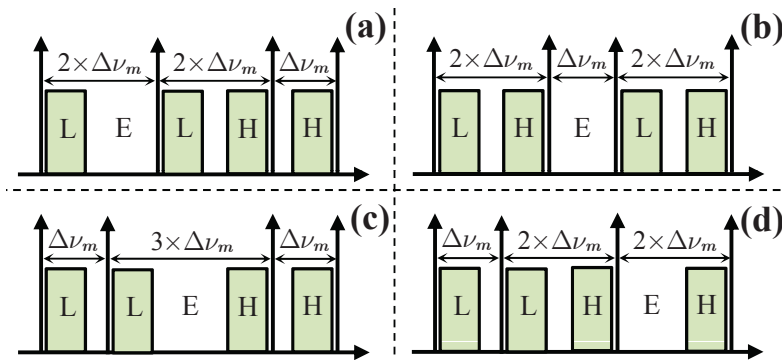 (a)
2×Δν_m 2×Δν_m Δν_m
L E L H H
(b)
2×Δν_m Δν_m 2×Δν_m
L H E L H
(c)
Δν_m 3×Δν_m Δν_m
L L E H H
(d)
Δν_m 2×Δν_m 2×Δν_m
L L H E H